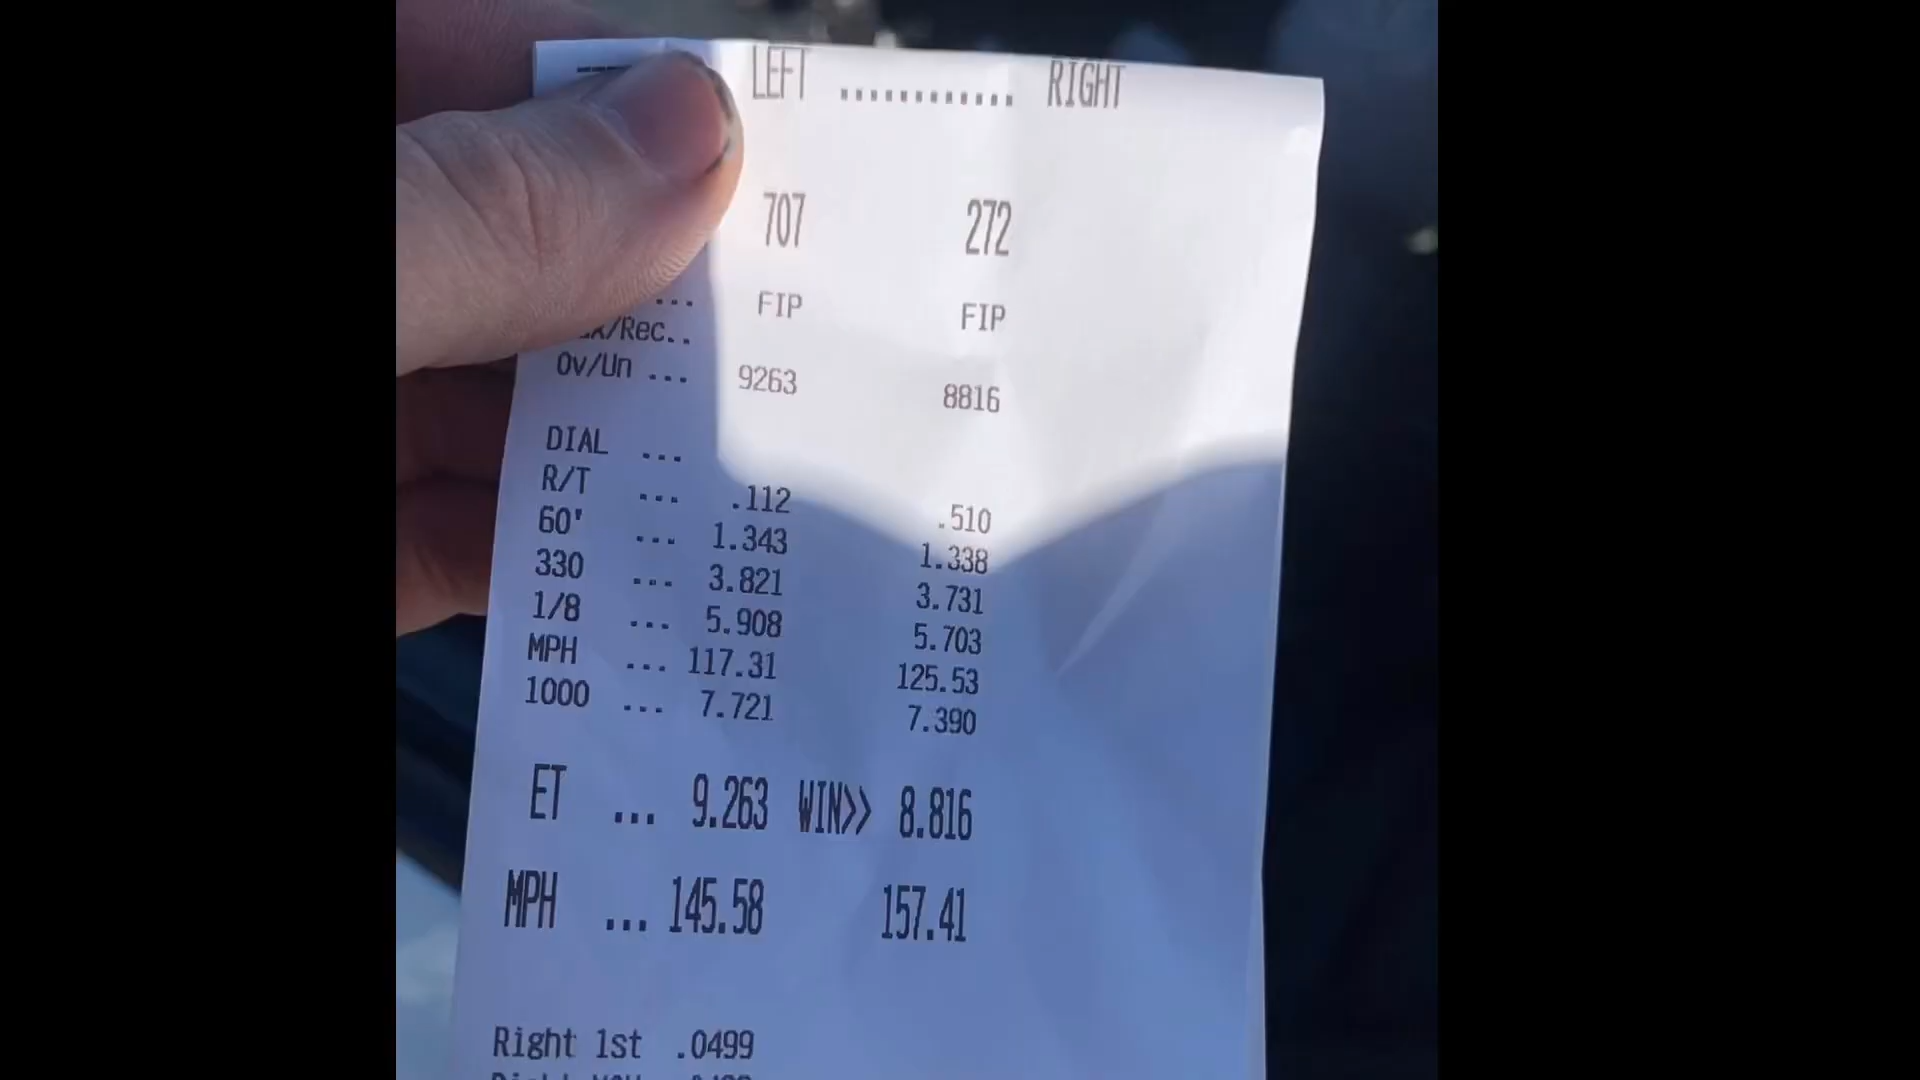 LEFT ............ RIGHT
707 272
... FIP FIP
/Rec..
Ov/Un ... 9263 8816
DIAL ...
R/T ... .112 .510
60' ... 1.343 1.338
330 ... 3.821 3.731
1/8 ... 5.908 5.703
MPH ... 117.31 125.53
1000 ... 7.721 7.390
ET ... 9.263 WIN>> 8.816
MPH ... 145.58 157.41
Right 1st .0499